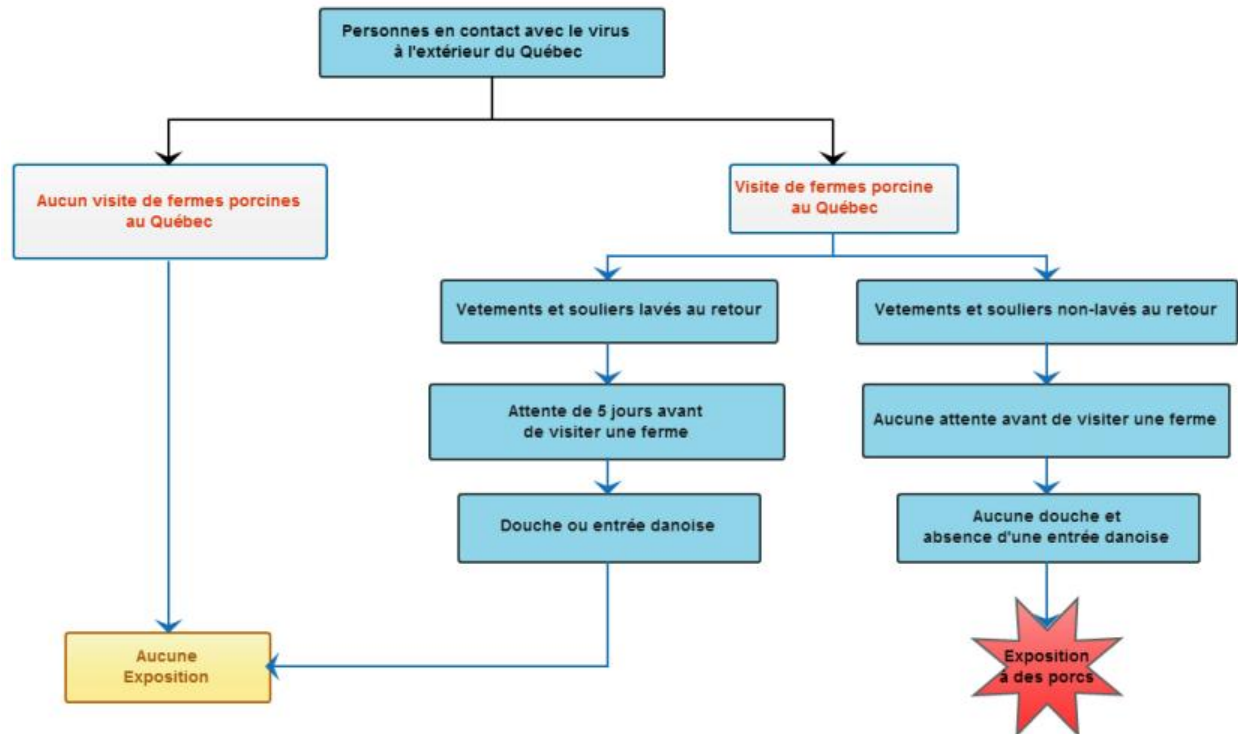 Personnes en contact avec le virus
à l'extérieur du Québec
Aucun visite de fermes porcines
au Québec
Visite de fermes porcine
au Québec
Vetements et souliers lavés au retour
Vetements et souliers non-lavés au retour
Attente de 5 jours avant
de visiter une ferme
Aucune attente avant de visiter une ferme
Douche ou entrée danoise
Aucune douche et
absence d'une entrée danoise
Aucune
Exposition
Exposition
à des porcs